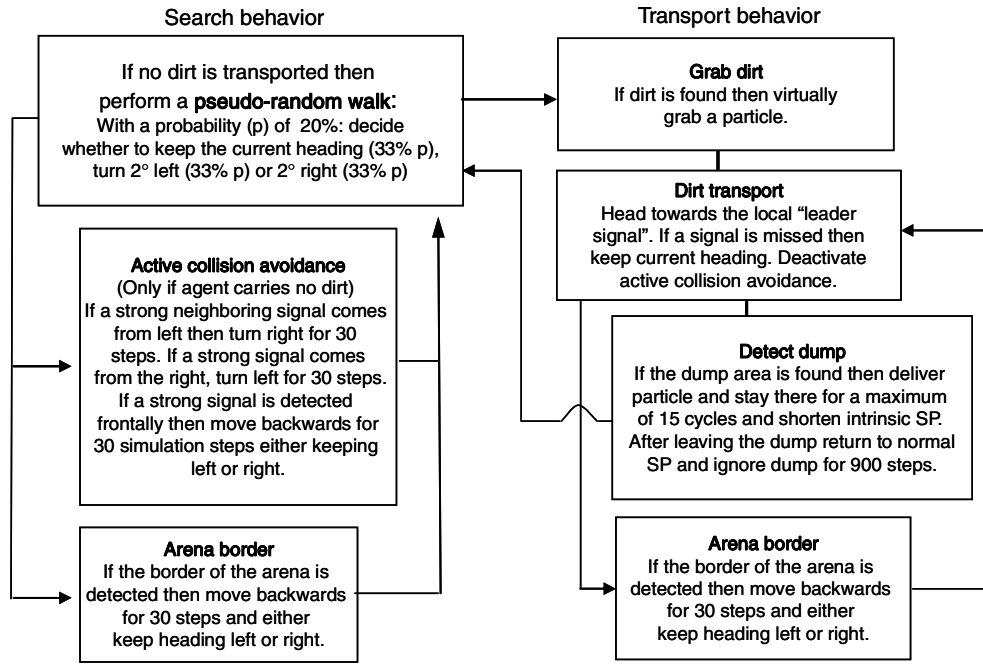 Search behavior
If no dirt is transported then
perform a pseudo-random walk:
With a probability (p) of 20%: decide
whether to keep the current heading (33% p),
turn 2° left (33% p) or 2° right (33% p)
Active collision avoidance
(Only if agent carries no dirt)
If a strong neighboring signal comes
from left then turn right for 30
steps. If a strong signal comes
from the right, turn left for 30 steps.
If a strong signal is detected
frontally then move backwards for
30 simulation steps either keeping
left or right.
Arena border
If the border of the arena is
detected then move backwards
for 30 steps and either
keep heading left or right.
Transport behavior
Grab dirt
If dirt is found then virtually
grab a particle.
Dirt transport
Head towards the local “leader
signal”. If a signal is missed then
keep current heading. Deactivate
active collision avoidance.
Detect dump
If the dump area is found then deliver
particle and stay there for a maximum
of 15 cycles and shorten intrinsic SP.
After leaving the dump return to normal
SP and ignore dump for 900 steps.
Arena border
If the border of the arena is
detected then move backwards
for 30 steps and either
keep heading left or right.